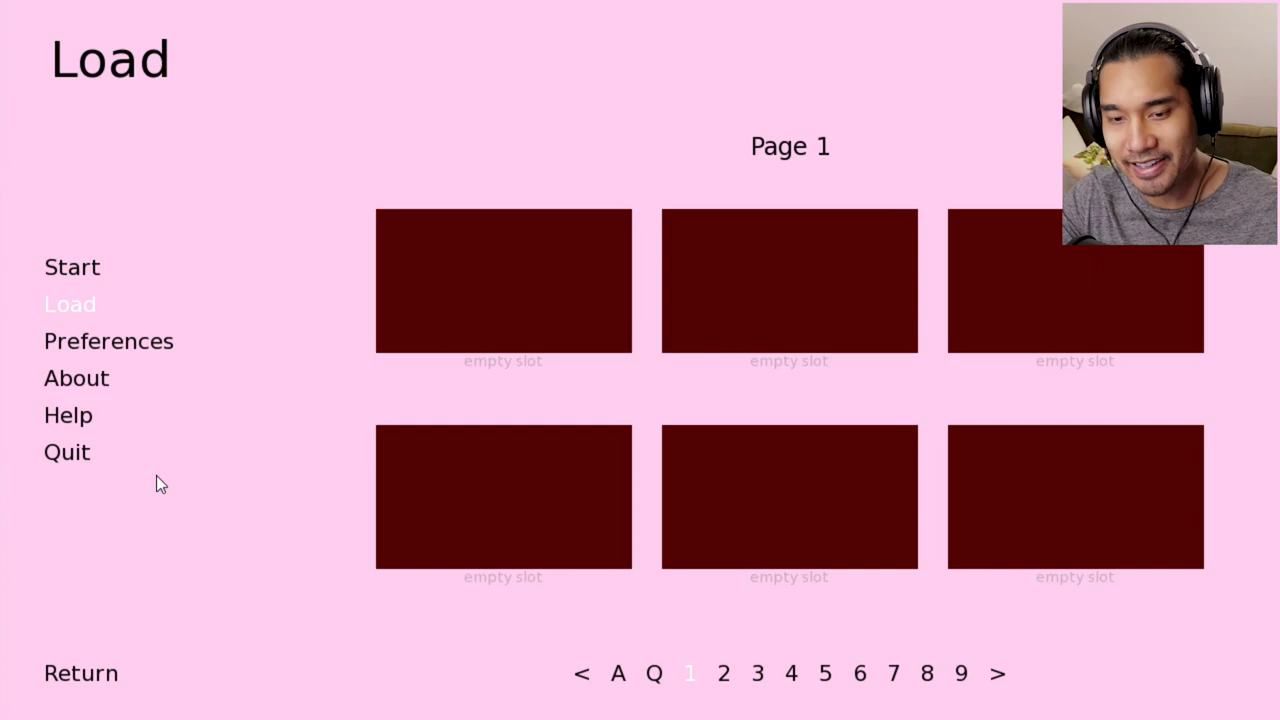 Load
Page 1
Start
Load
Preferences
About
Help
Quit
empty slot empty slot empty slot
empty slot empty slot empty slot
Return
< A Q 1 2 3 4 5 6 7 8 9 >